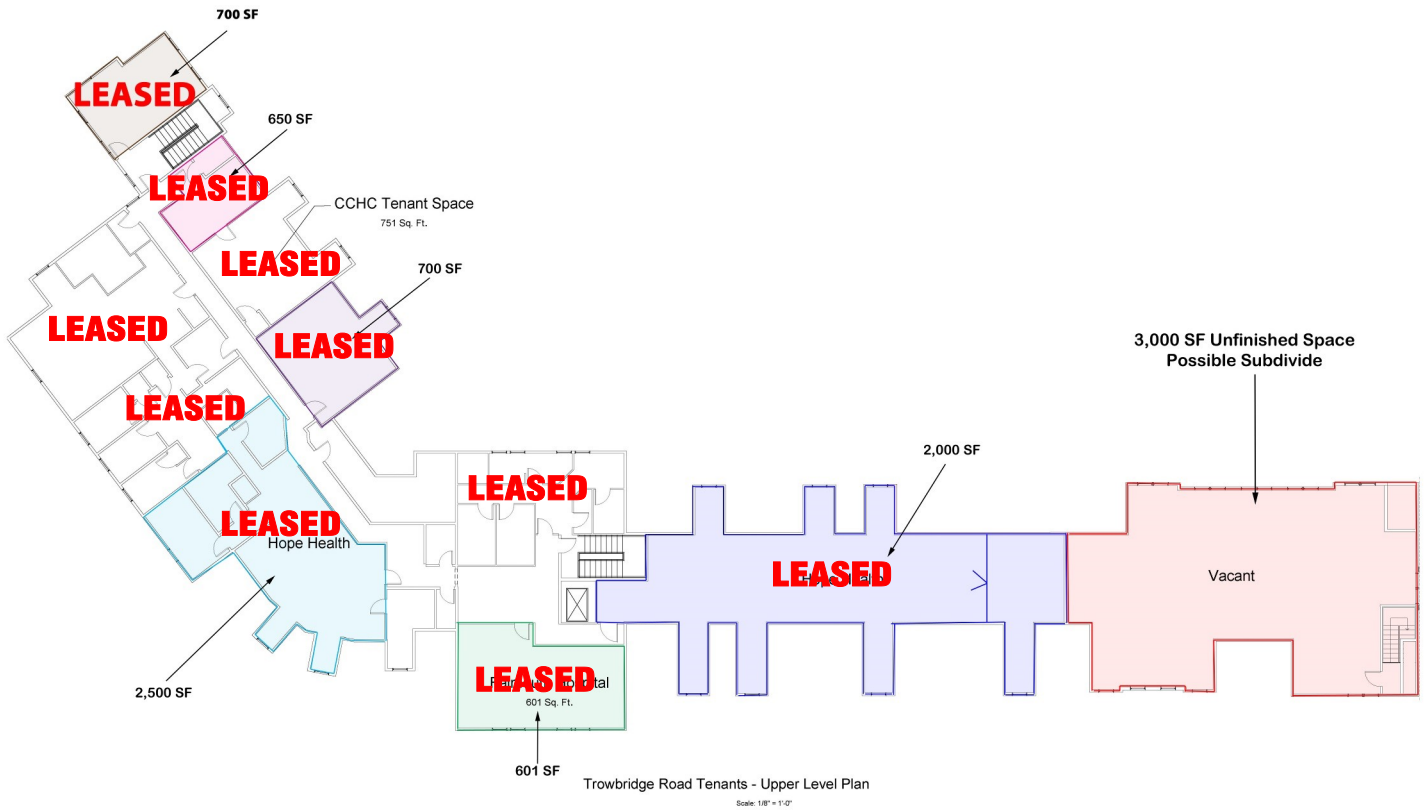 700 SF
LEASED
650 SF
LEASED
CCHC Tenant Space
751 Sq. Ft.
LEASED
700 SF
LEASED
LEASED
LEASED
3,000 SF Unfinished Space
Possible Subdivide
2,000 SF
LEASED
LEASED
Hope Health
LEASED
Vacant
2,500 SF
LEASED
601 Sq. Ft.
601 SF
Trowbridge Road Tenants - Upper Level Plan
Scale: 1/8" = 1'-0"